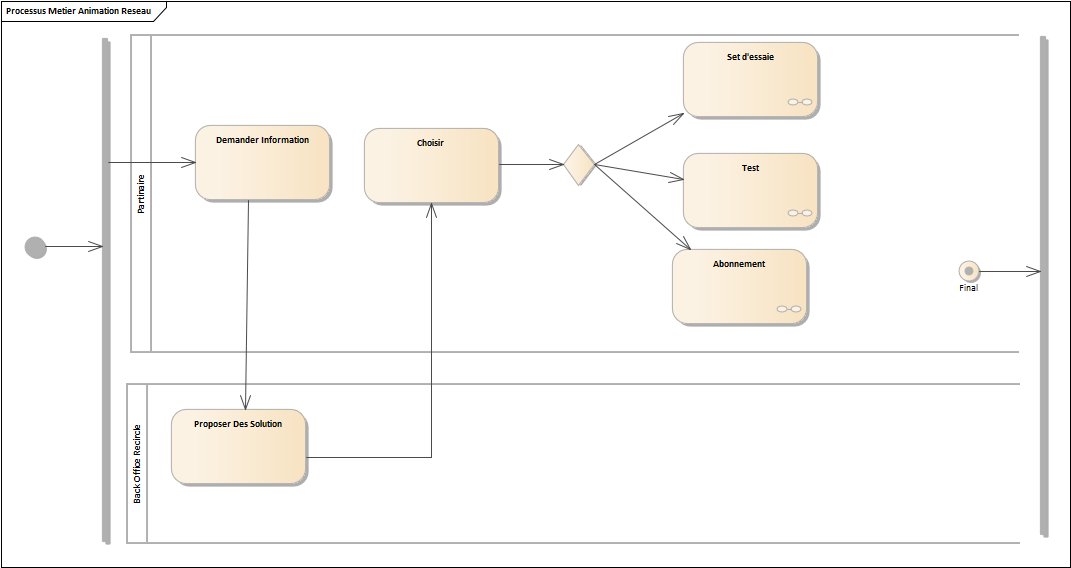 Processus Metier Animation Reseau
Partinaire
Demander Information
Choisir
Set d'essaie
Test
Abonnement
Final
Back Office Recircle
Proposer Des Solution